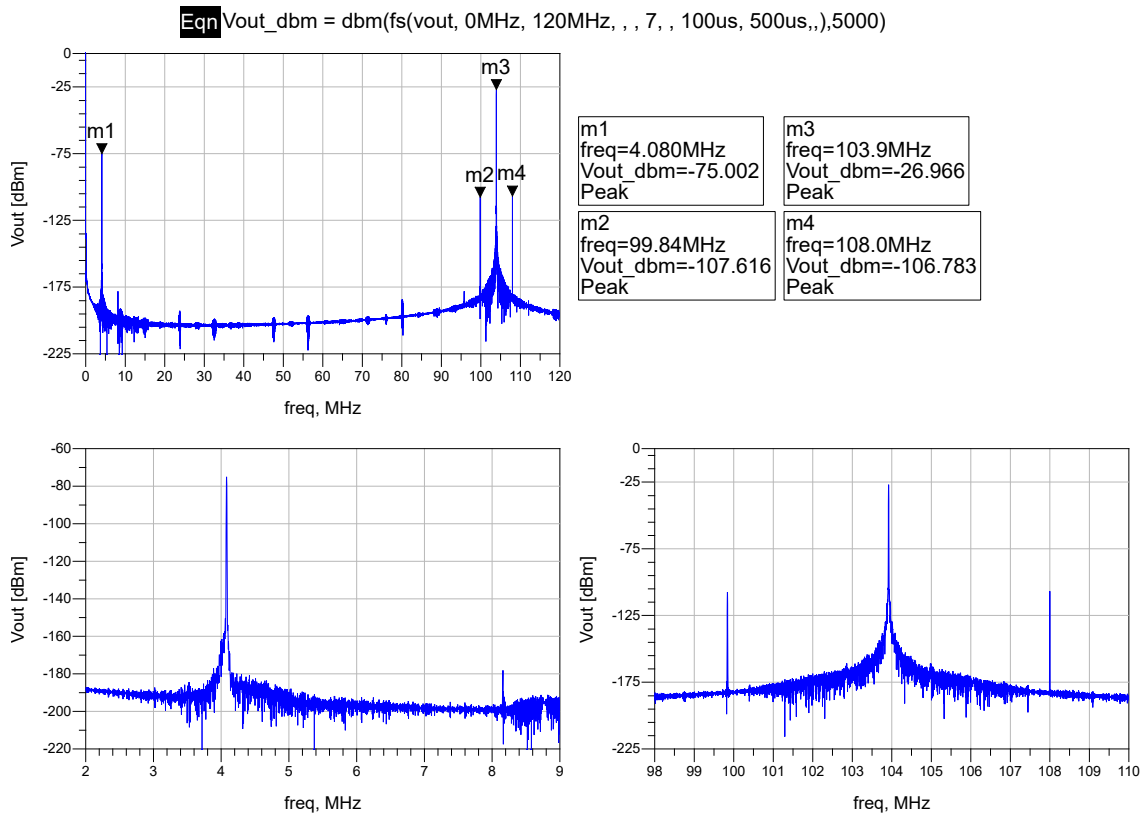 Eqn Vout_dbm = dbm(fs(vout, 0MHz, 120MHz, , , 7, , 100us, 500us,,),5000)
0
-25
-75
-125
-175
-225
Vout [dBm]
m1
m2
m3
m4
0 10 20 30 40 50 60 70 80 90 100 110 120
freq, MHz
m1
freq=4.080MHz
Vout_dbm=-75.002
Peak
m3
freq=103.9MHz
Vout_dbm=-26.966
Peak
m2
freq=99.84MHz
Vout_dbm=-107.616
Peak
m4
freq=108.0MHz
Vout_dbm=-106.783
Peak
-60
-80
-100
-120
-140
-160
-180
-200
-220
Vout [dBm]
2 3 4 5 6 7 8 9
freq, MHz
0
-25
-75
-125
-175
-225
Vout [dBm]
98 99 100 101 102 103 104 105 106 107 108 109 110
freq, MHz